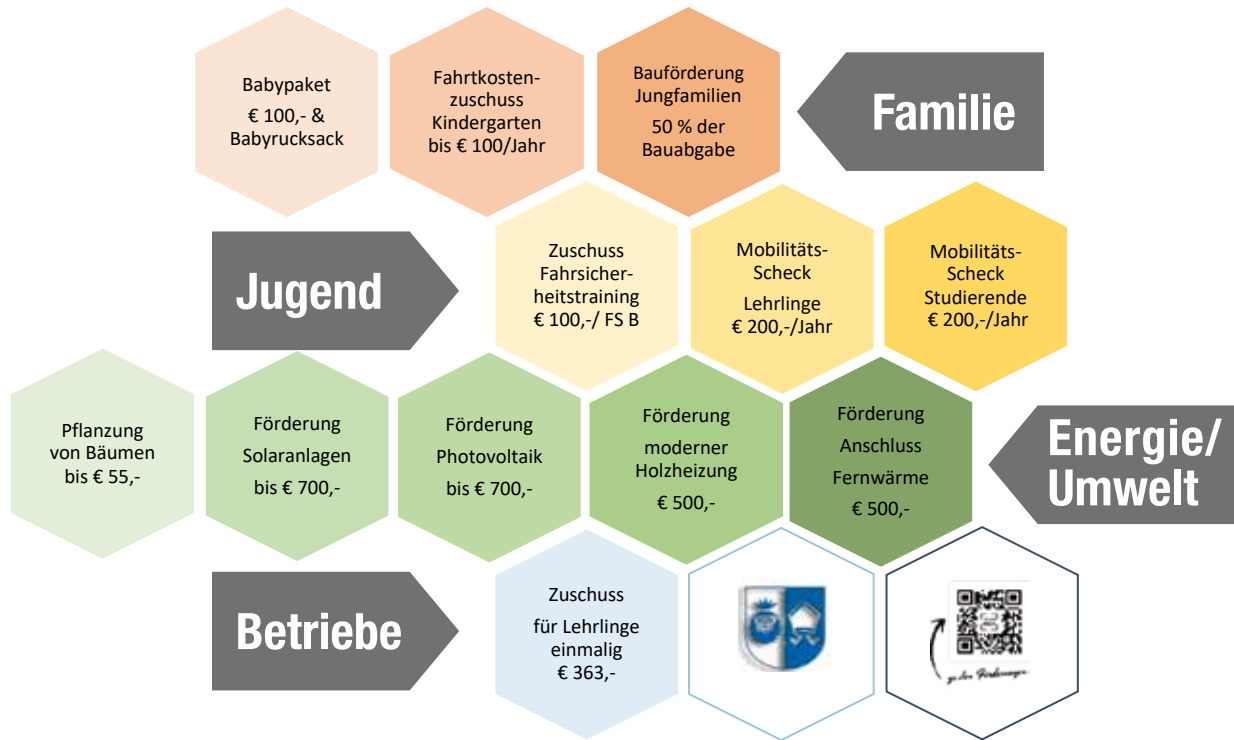 Babypaket
€ 100,- &
Babyrucksack
Fahrtkosten-
zuschuss
Kindergarten
bis € 100/Jahr
Bauförderung
Jungfamilien
50 % der
Bauabgabe
Familie
Jugend
Zuschuss
Fahrsicher-
heitstraining
€ 100,-/ FS B
Mobilitäts-
Scheck
Lehrlinge
€ 200,-/Jahr
Mobilitäts-
Scheck
Studierende
€ 200,-/Jahr
Pflanzung
von Bäumen
bis € 55,-
Förderung
Solaranlagen
bis € 700,-
Förderung
Photovoltaik
bis € 700,-
Förderung
moderner
Holzheizung
€ 500,-
Förderung
Anschluss
Fernwärme
€ 500,-
Energie/
Umwelt
Betriebe
Zuschuss
für Lehrlinge
einmalig
€ 363,-
zu den Förderungen